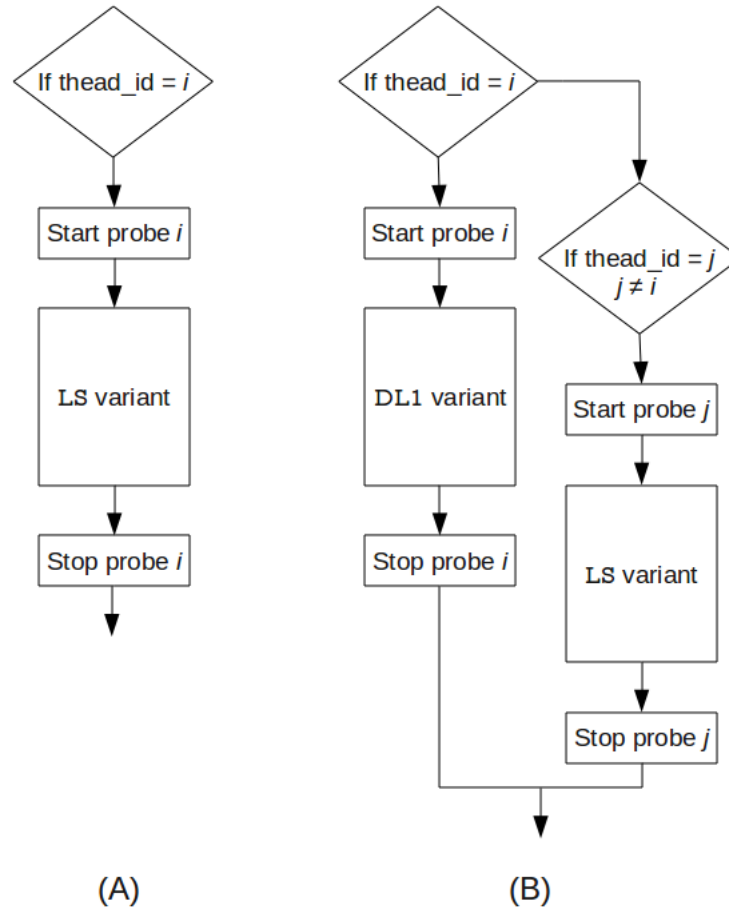 If thead_id = i
Start probe i
LS variant
Stop probe i
(A)
If thead_id = i
Start probe i
DL1 variant
Stop probe i
If thead_id = j
j ≠ i
Start probe j
LS variant
Stop probe j
(B)